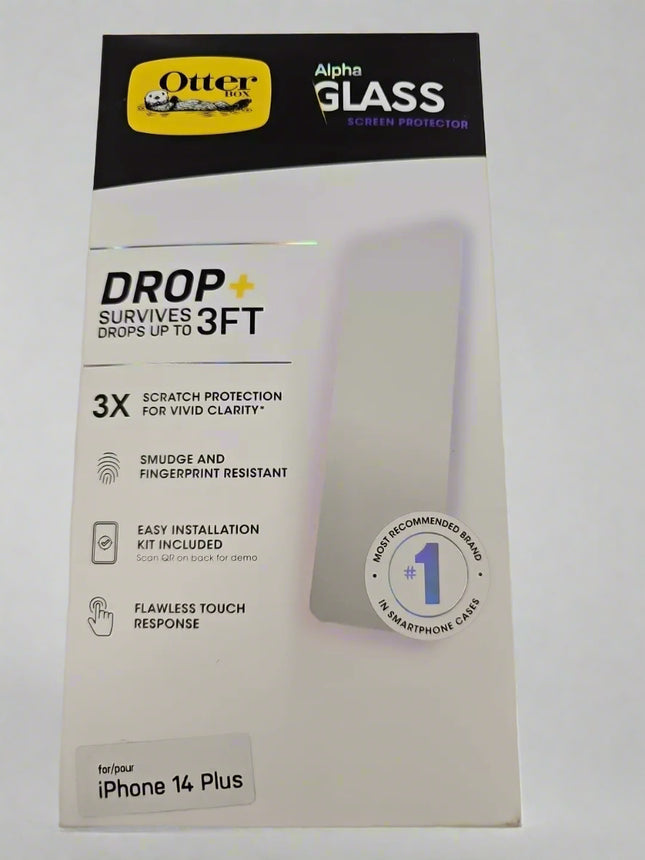 Otter
BOX
Alpha
GLASS
SCREEN PROTECTOR
DROP+
SURVIVES
DROPS UP TO 3FT
3X SCRATCH PROTECTION
FOR VIVID CLARITY*
SMUDGE AND
FINGERPRINT RESISTANT
EASY INSTALLATION
KIT INCLUDED
Scan QR on back for demo
FLAWLESS TOUCH
RESPONSE
• MOST RECOMMENDED BRAND •
#1
IN SMARTPHONE CASES
for/pour
iPhone 14 Plus